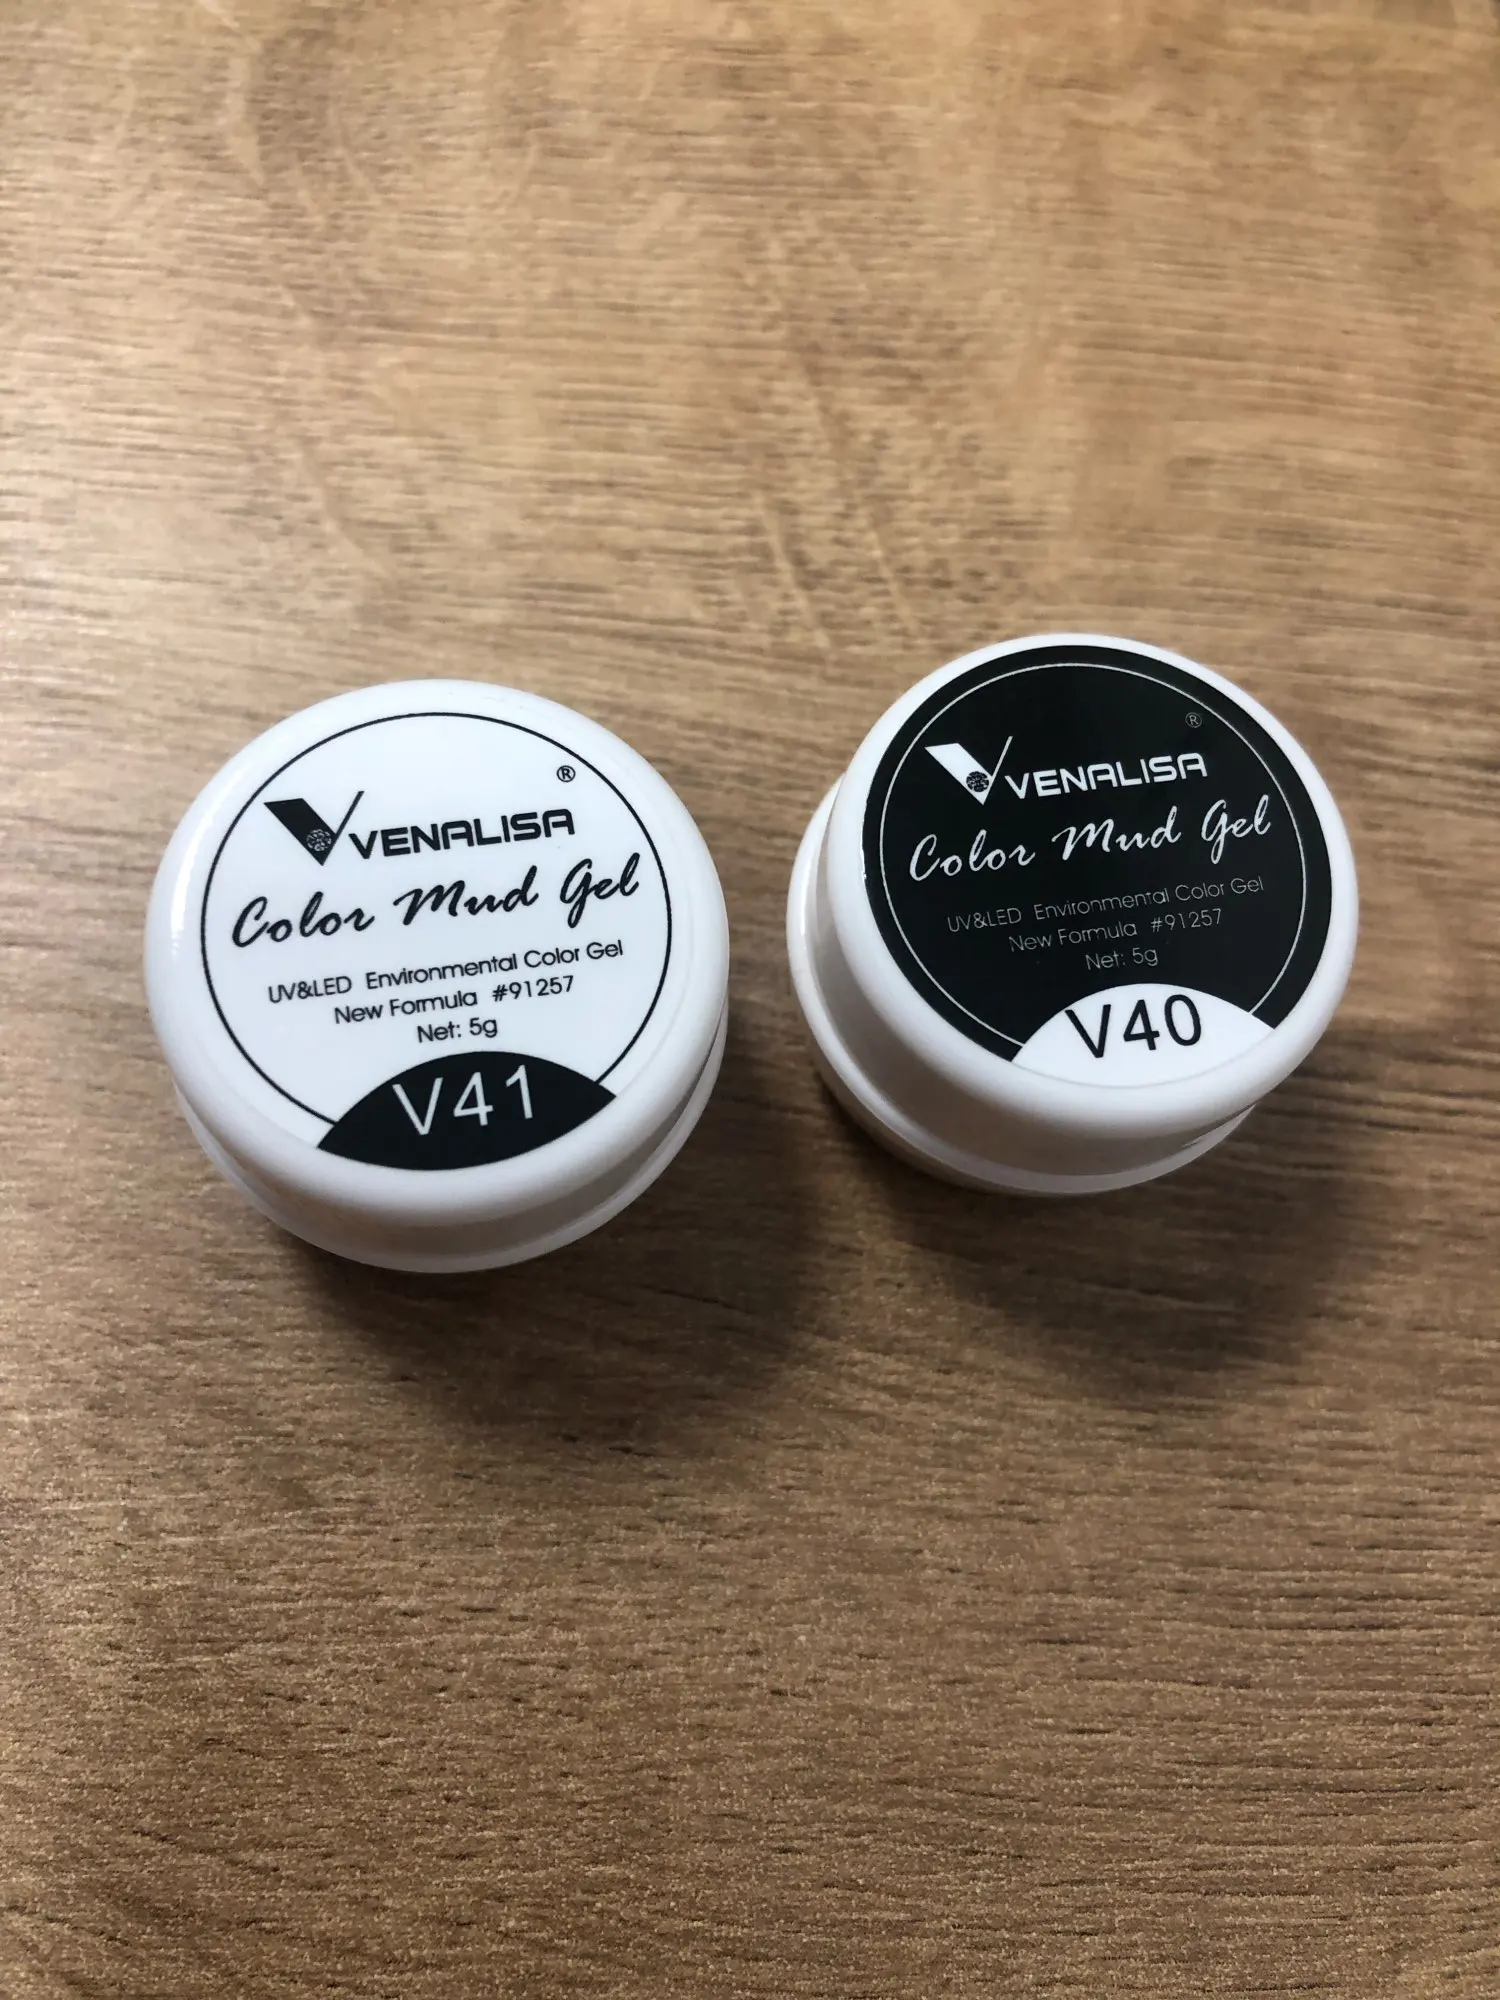 ®
VENALISA
Color Mud Gel
UV&LED Environmental Color Gel
New Formula #91257
Net: 5g
V41
®
VENALISA
Color Mud Gel
UV&LED Environmental Color Gel
New Formula #91257
Net: 5g
V40